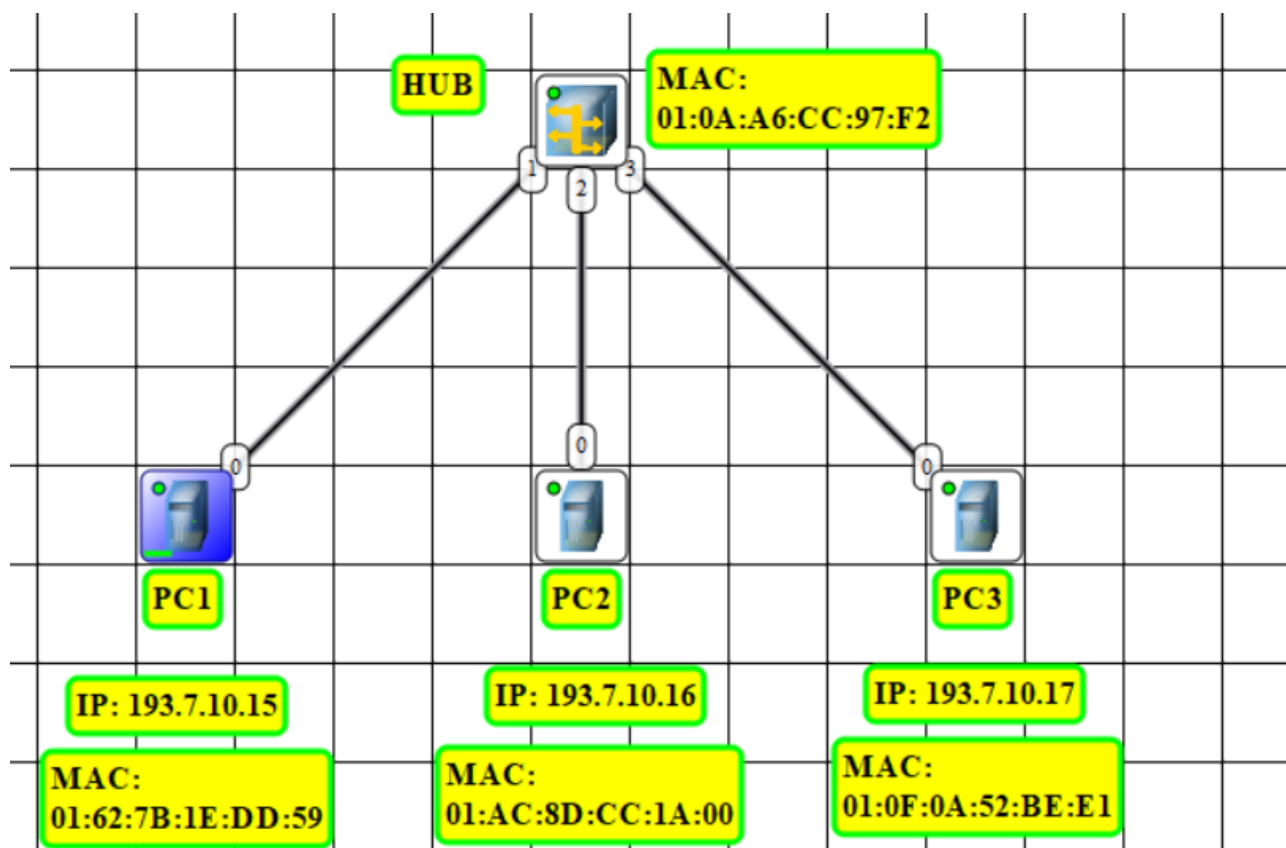 HUB
MAC:
01:0A:A6:CC:97:F2
1
2
3
0
0
0
PC1
PC2
PC3
IP: 193.7.10.15
IP: 193.7.10.16
IP: 193.7.10.17
MAC:
01:62:7B:1E:DD:59
MAC:
01:AC:8D:CC:1A:00
MAC:
01:0F:0A:52:BE:E1